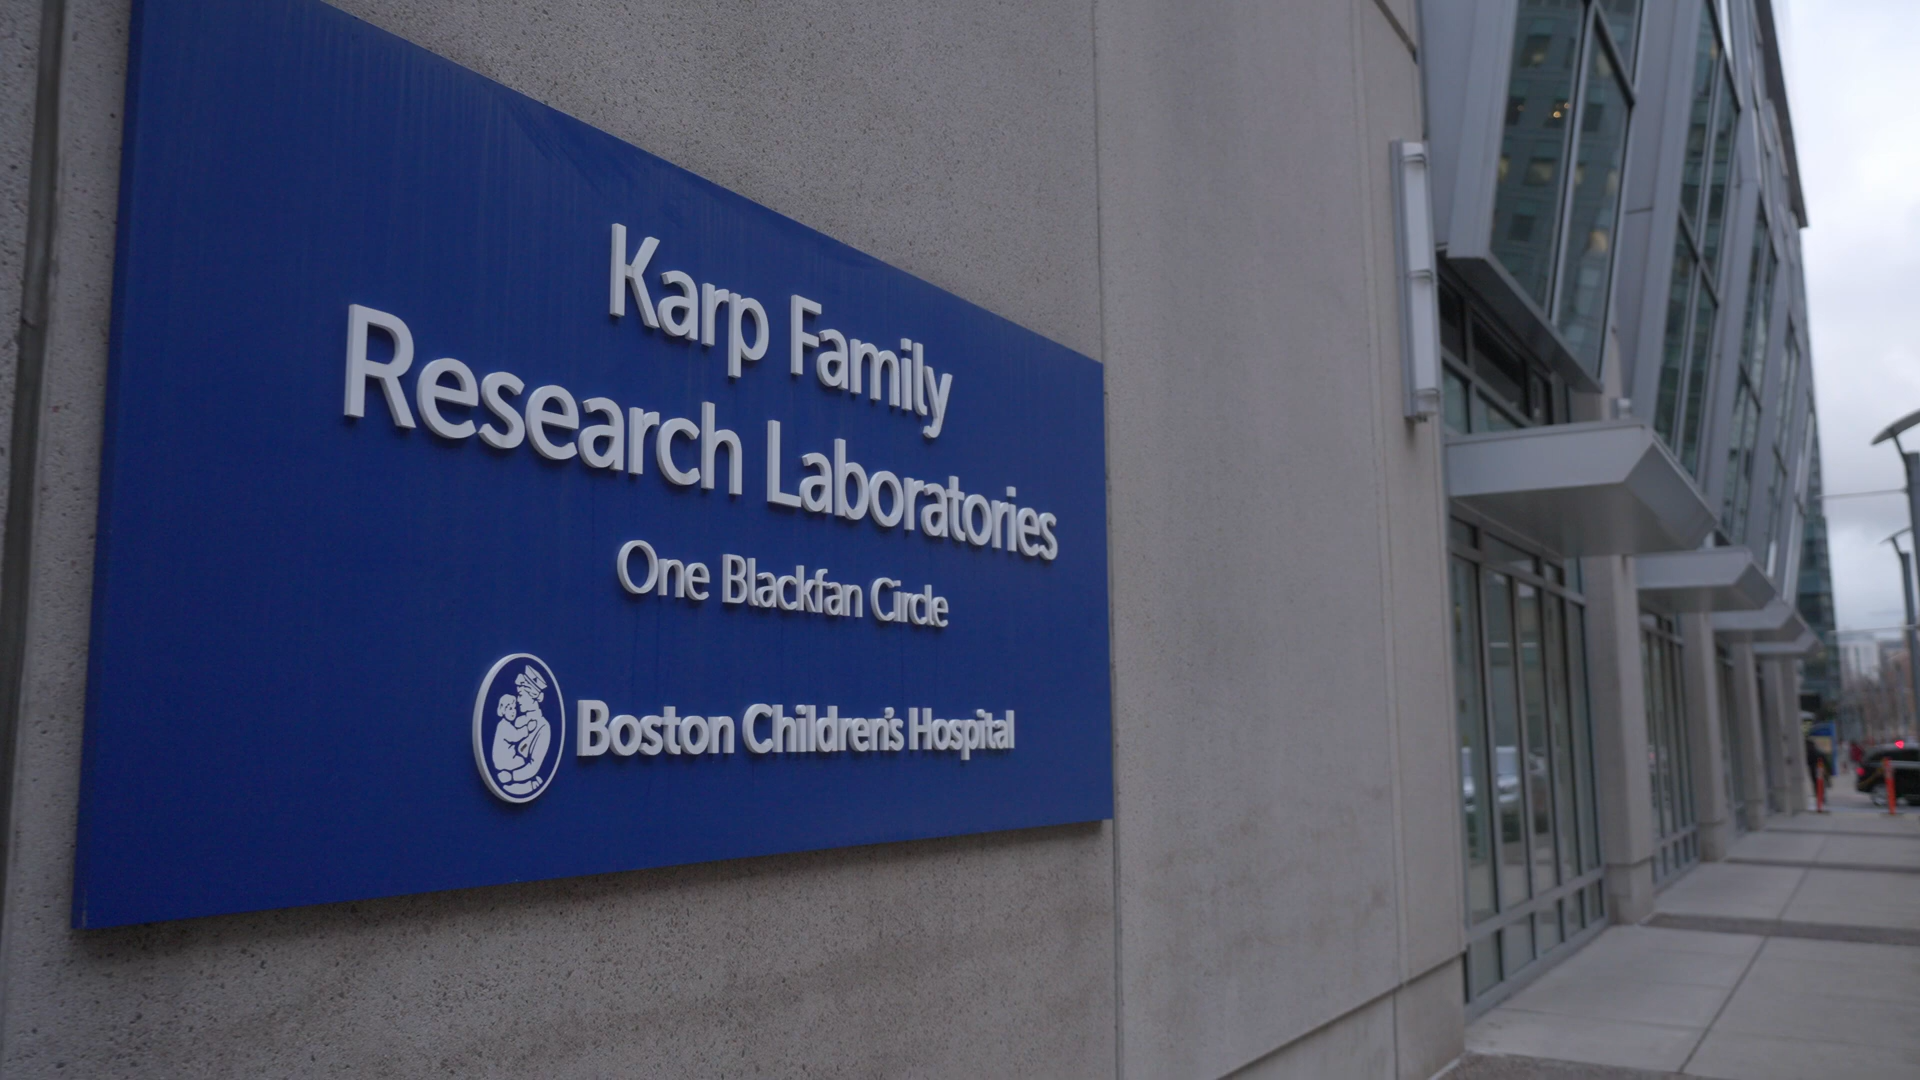 Karp Family
Research Laboratories
One Blackfan Circle
Boston Children's Hospital